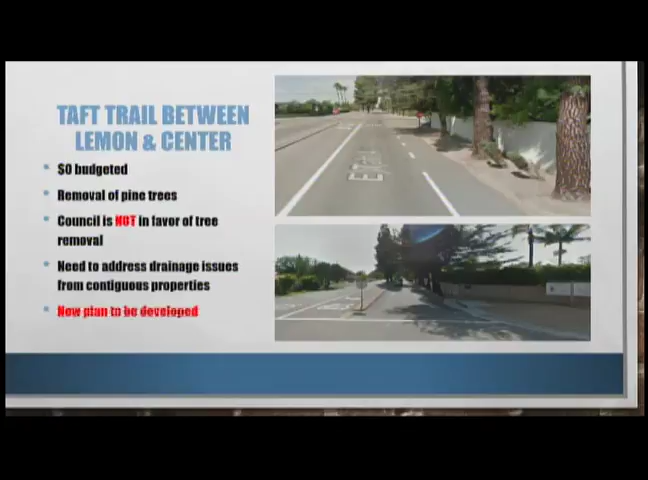 TAFT TRAIL BETWEEN
LEMON & CENTER
$0 budgeted
Removal of pine trees
Council is NOT in favor of tree
removal
Need to address drainage issues
from contiguous properties
New plan to be developed